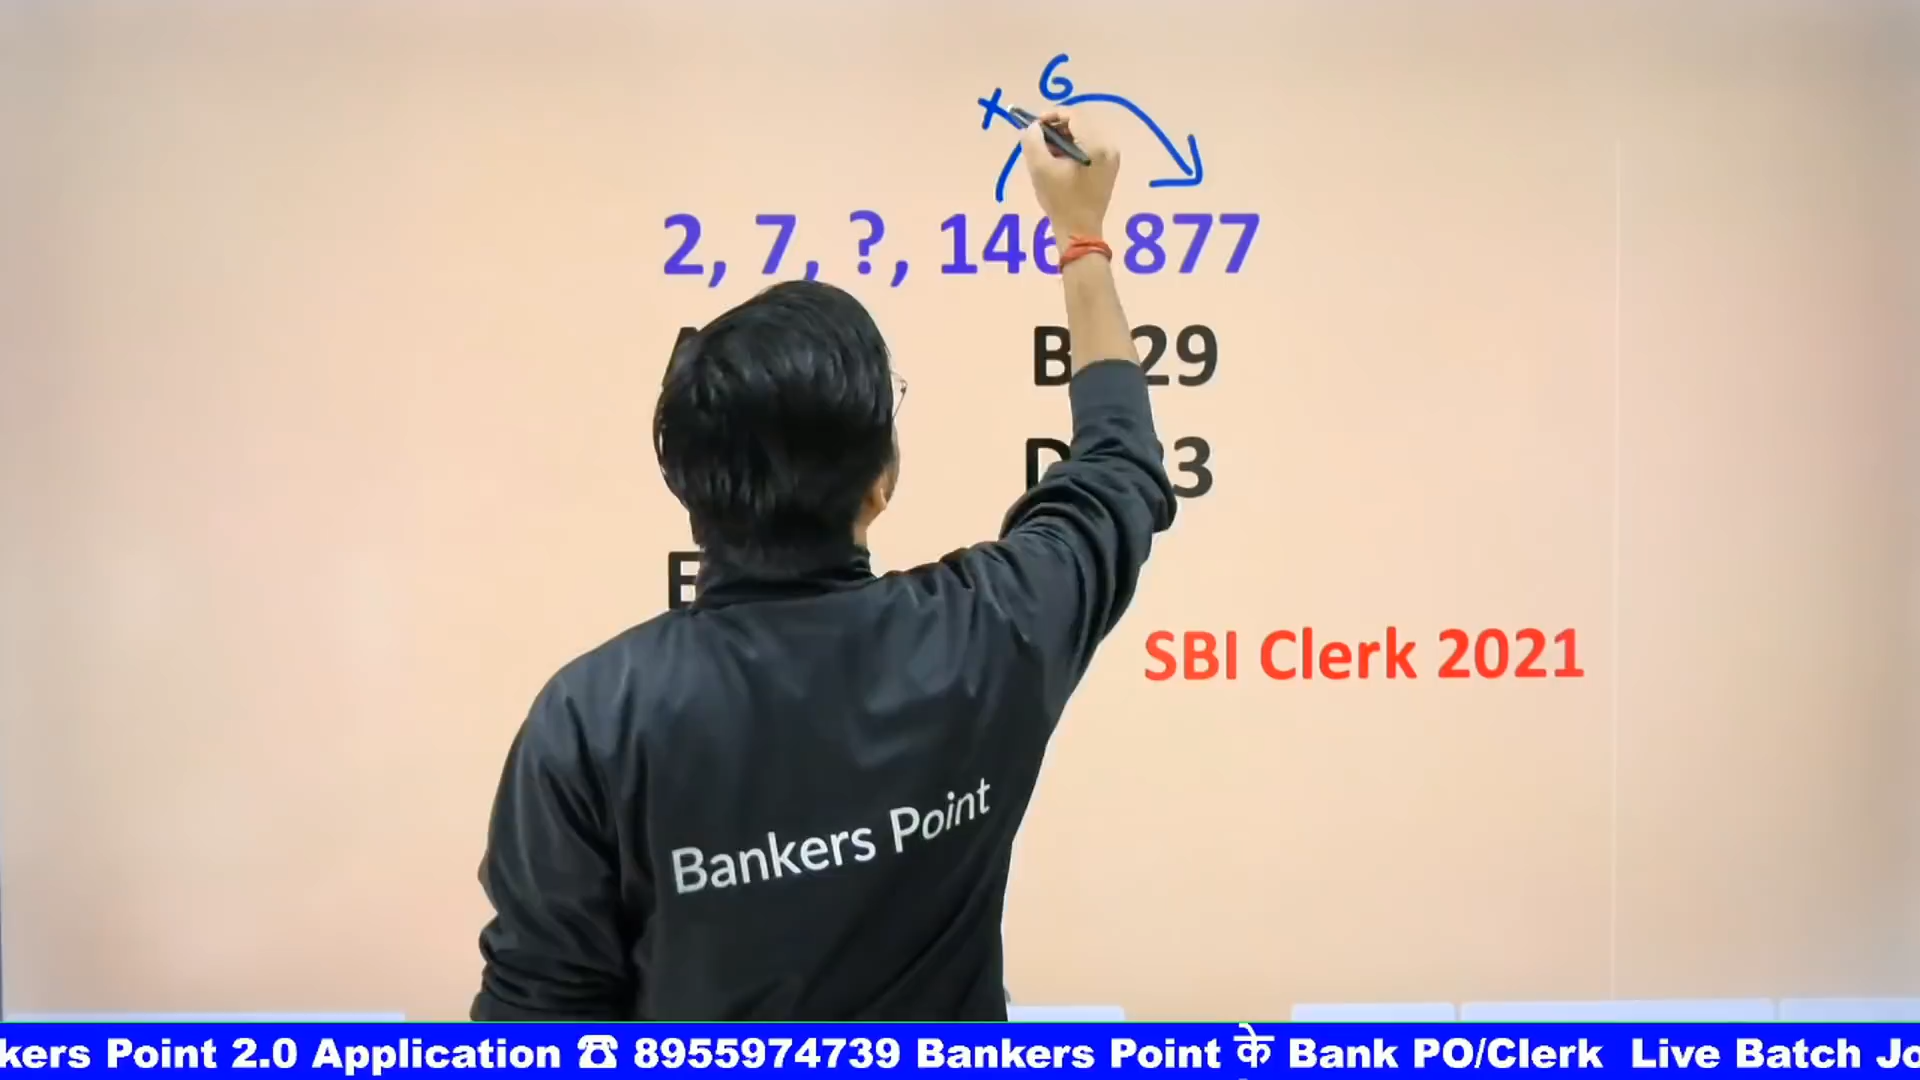 × 6
2, 7, ?, 146 877
B 29
3
E
SBI Clerk 2021
Bankers Point
kers Point 2.0 Application ☎ 8955974739 Bankers Point के Bank PO/Clerk Live Batch Jo